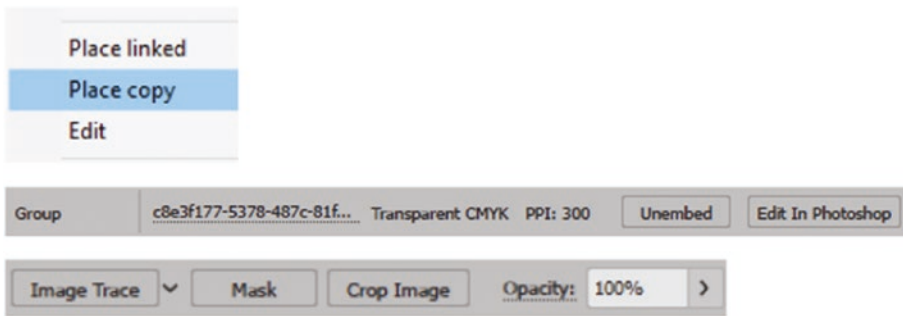 Place linked
Place copy
Edit
Group c8e3f177-5378-487c-81f... Transparent CMYK PPI: 300 Unembed Edit In Photoshop
Image Trace Mask Crop Image Opacity: 100%